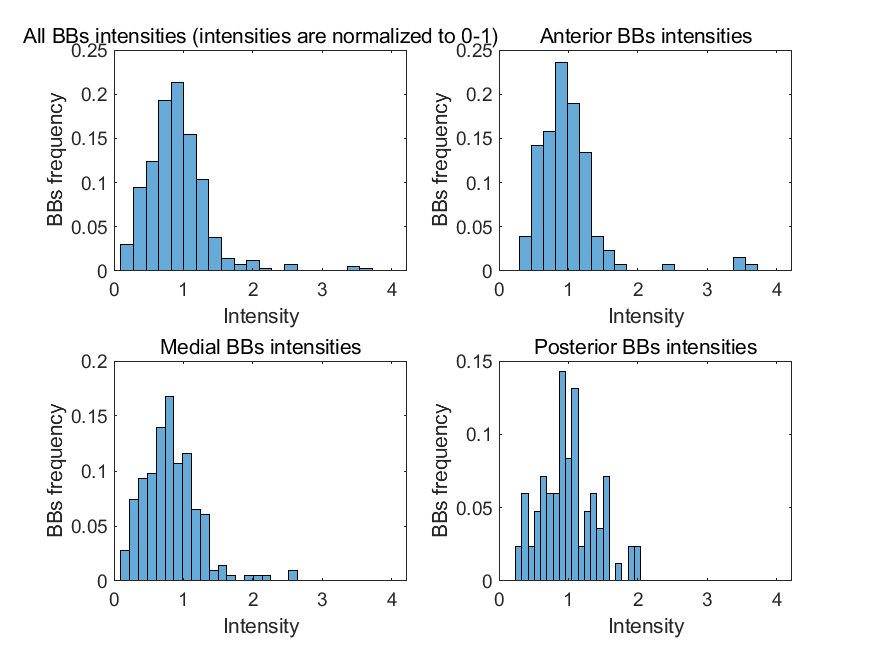 All BBs intensities (intensities are normalized to 0-1)
0.25
0.2
0.15
0.1
0.05
0
BBs frequency
0 1 2 3 4
Intensity
Anterior BBs intensities
0.25
0.2
0.15
0.1
0.05
0
BBs frequency
0 1 2 3 4
Intensity
Medial BBs intensities
0.2
0.15
0.1
0.05
0
BBs frequency
0 1 2 3 4
Intensity
Posterior BBs intensities
0.15
0.1
0.05
0
BBs frequency
0 1 2 3 4
Intensity